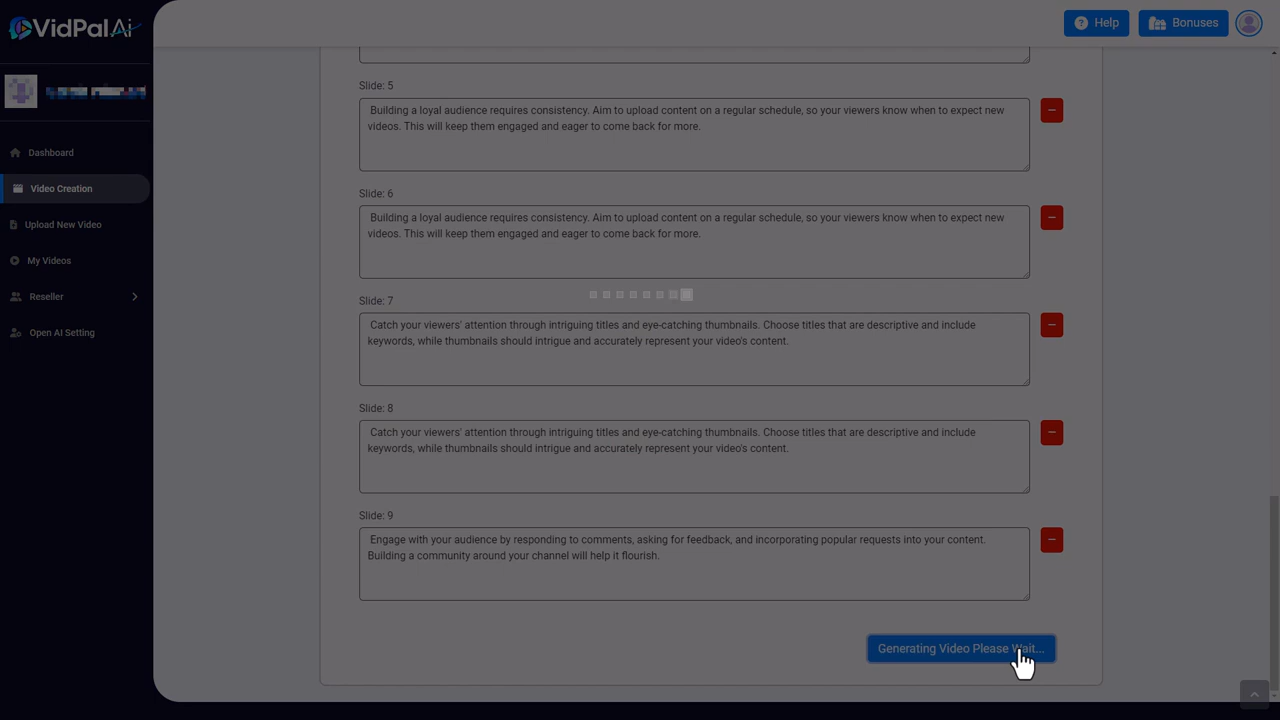 VidPal Ai
Help
Bonuses
Dashboard
Video Creation
Upload New Video
My Videos
Reseller
Open AI Setting
Slide: 5
Building a loyal audience requires consistency. Aim to upload content on a regular schedule, so your viewers know when to expect new
videos. This will keep them engaged and eager to come back for more.
Slide: 6
Building a loyal audience requires consistency. Aim to upload content on a regular schedule, so your viewers know when to expect new
videos. This will keep them engaged and eager to come back for more.
Slide: 7
Catch your viewers' attention through intriguing titles and eye-catching thumbnails. Choose titles that are descriptive and include
keywords, while thumbnails should intrigue and accurately represent your video's content.
Slide: 8
Catch your viewers' attention through intriguing titles and eye-catching thumbnails. Choose titles that are descriptive and include
keywords, while thumbnails should intrigue and accurately represent your video's content.
Slide: 9
Engage with your audience by responding to comments, asking for feedback, and incorporating popular requests into your content.
Building a community around your channel will help it flourish.
Generating Video Please Wait...